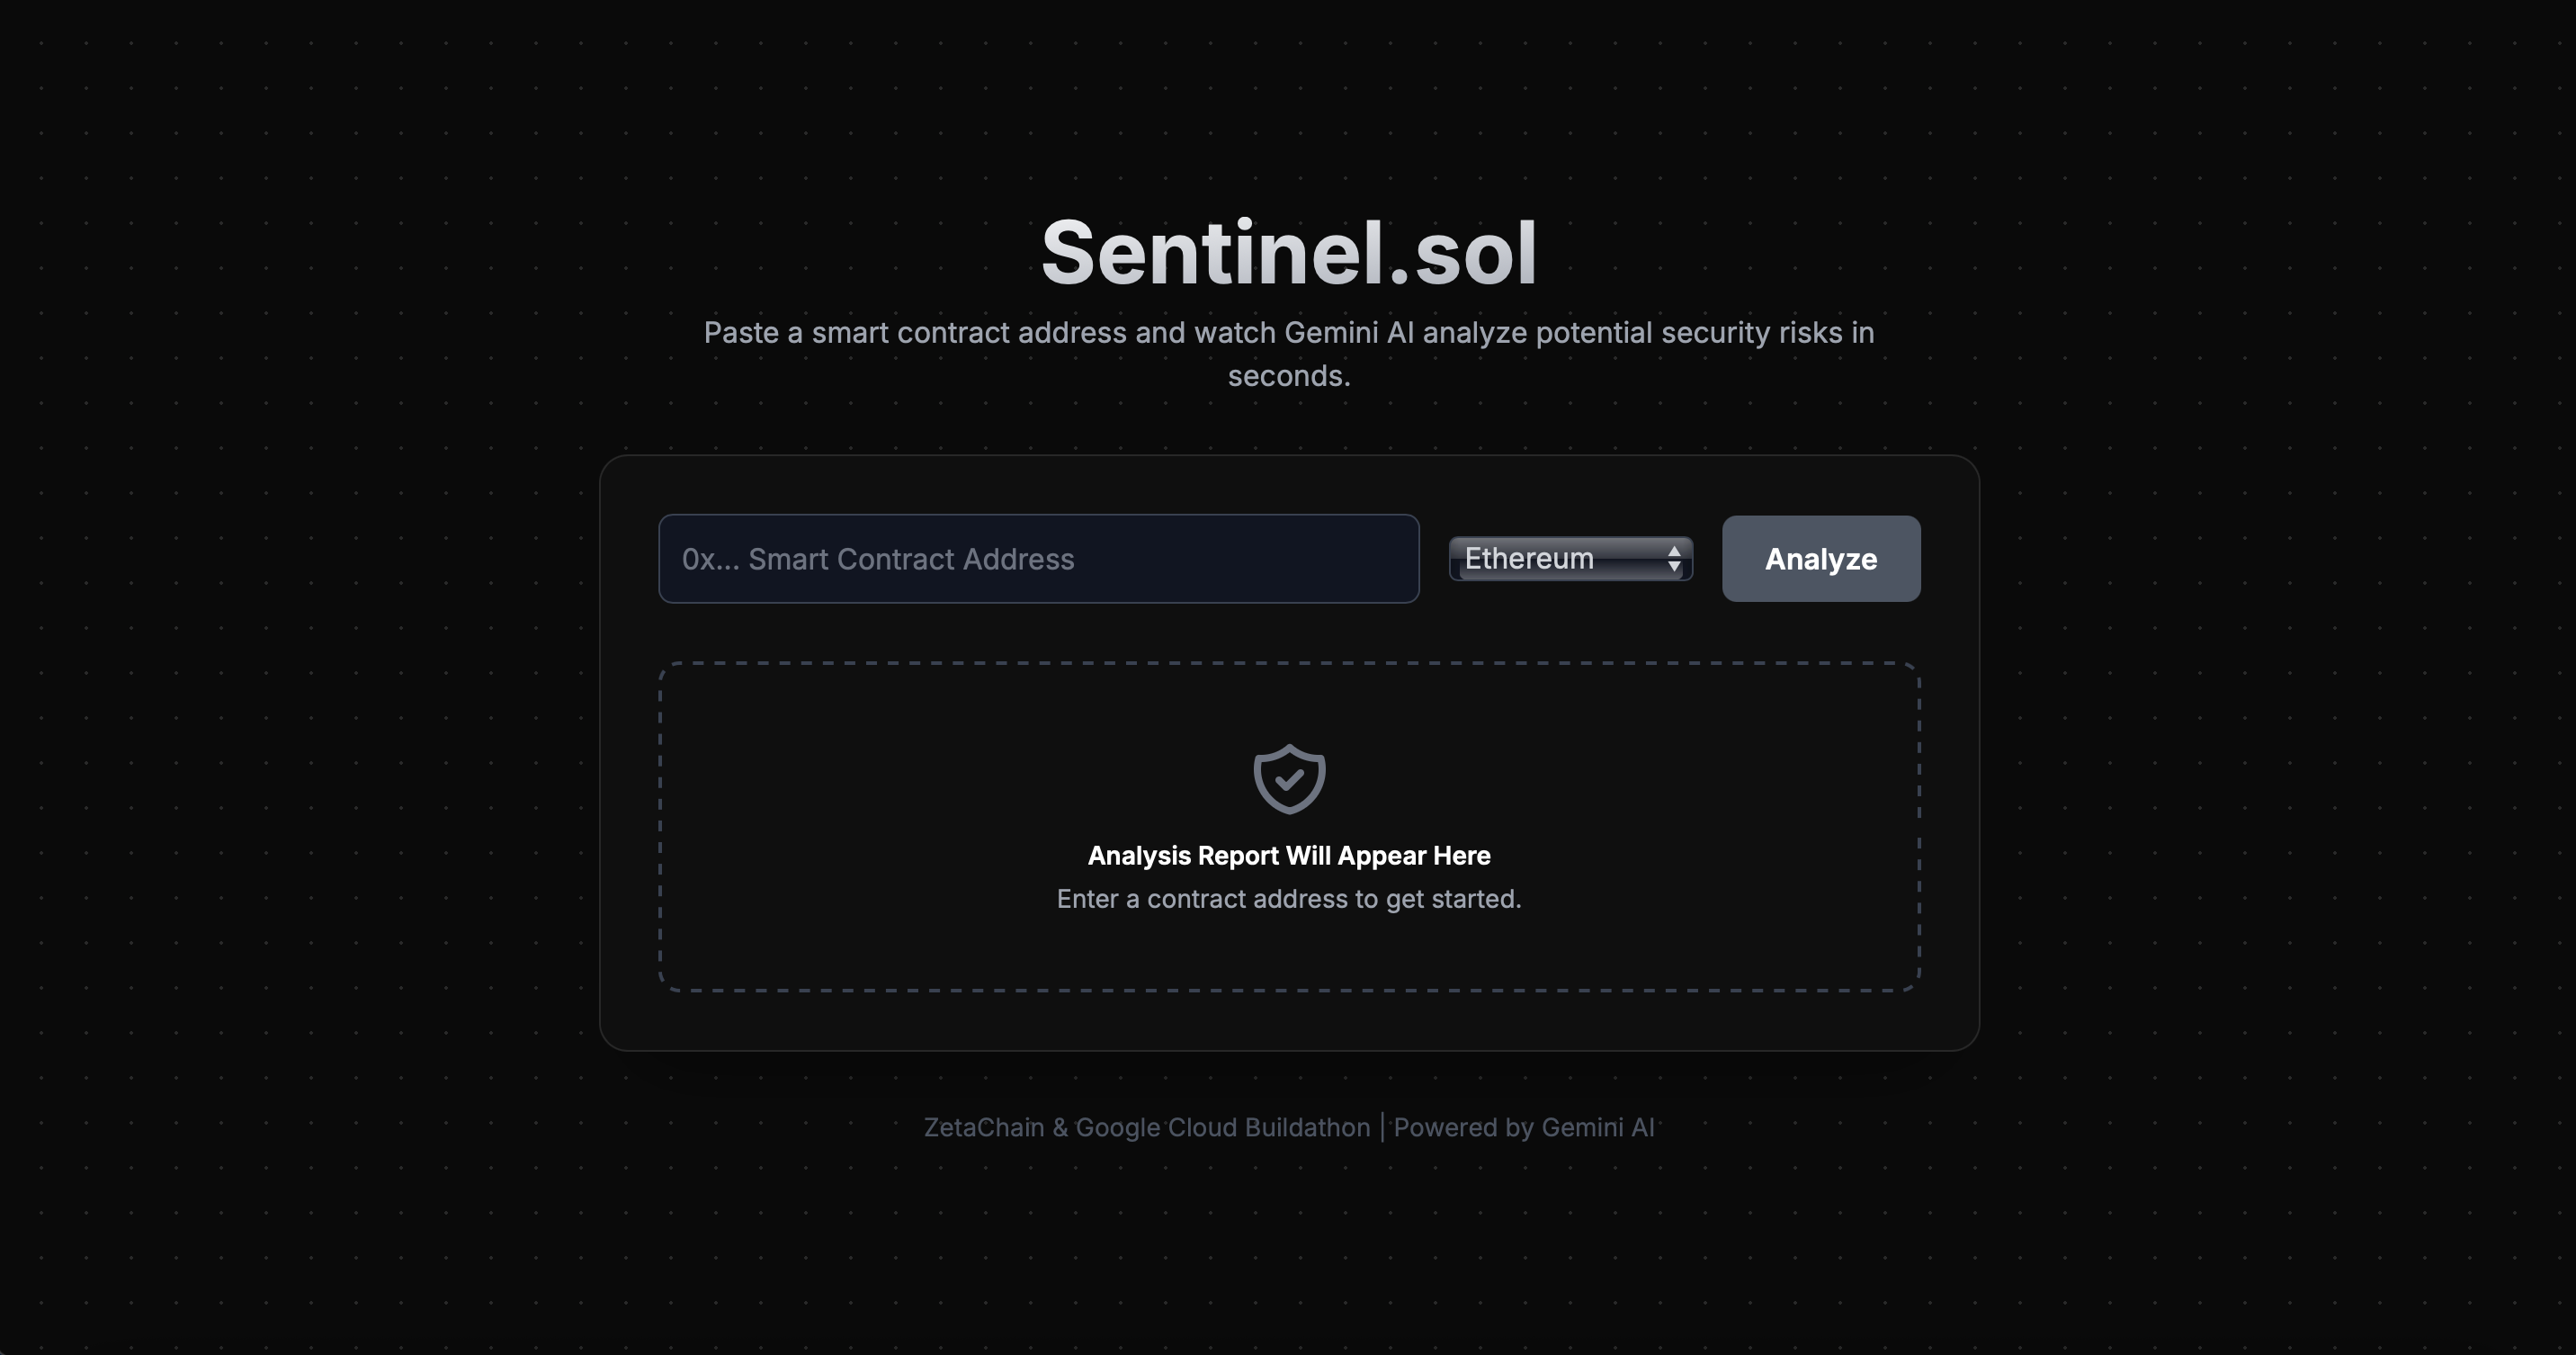 Sentinel.sol
Paste a smart contract address and watch Gemini AI analyze potential security risks in
seconds.
0x... Smart Contract Address
Ethereum
Analyze
Analysis Report Will Appear Here
Enter a contract address to get started.
ZetaChain & Google Cloud Buildathon | Powered by Gemini AI